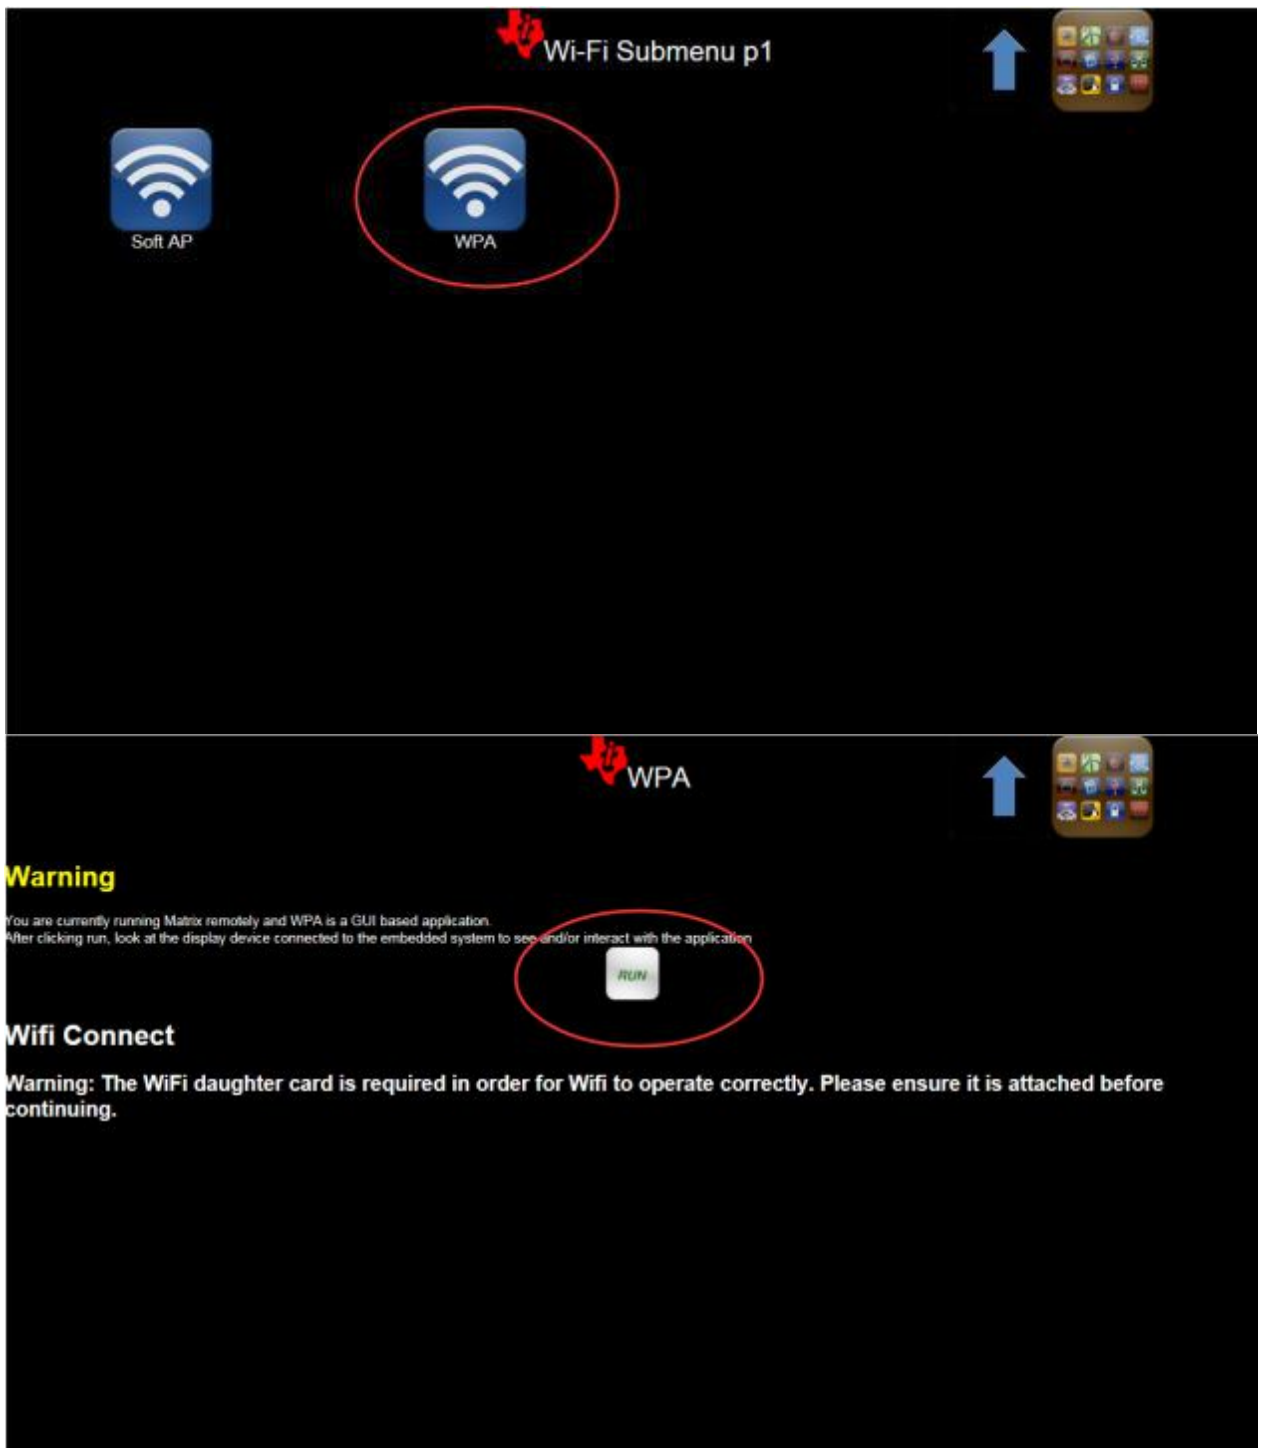 Wi-Fi Submenu p1
Soft AP
WPA
WPA
Warning
You are currently running Matrix remotely and WPA is a GUI based application.
After clicking run, look at the display device connected to the embedded system to see and/or interact with the application
RUN
Wifi Connect
Warning: The WiFi daughter card is required in order for Wifi to operate correctly. Please ensure it is attached before
continuing.